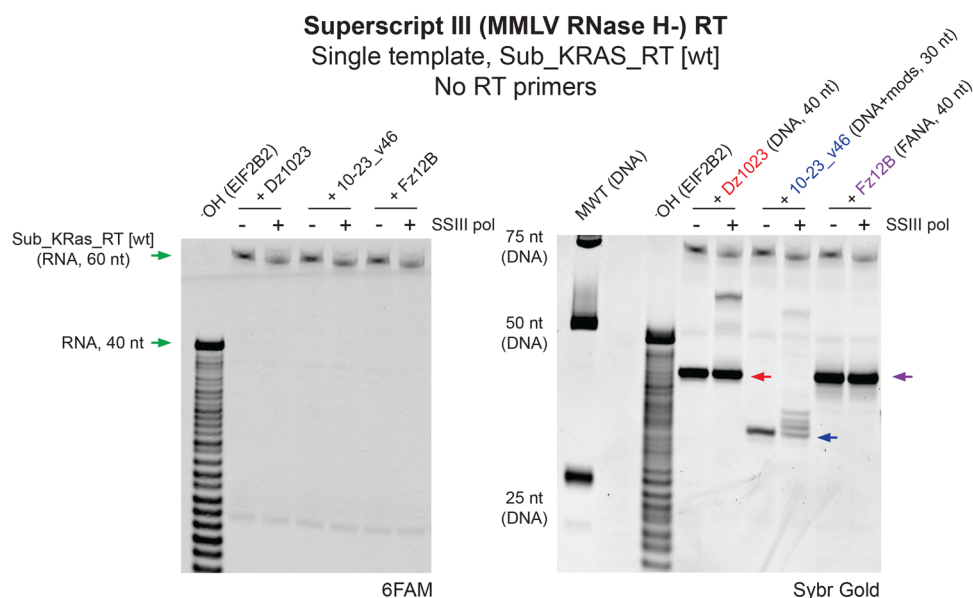 Superscript III (MMLV RNase H-) RT
Single template, Sub_KRAS_RT [wt]
No RT primers
-OH (EIF2B2)
+ Dz1023
+ 10-23_v46
+ Fz12B
- + - + - + SSIII pol
Sub_KRas_RT [wt]
(RNA, 60 nt)
RNA, 40 nt
6FAM
MWT (DNA)
-OH (EIF2B2)
+ Dz1023 (DNA, 40 nt)
+ 10-23_v46 (DNA+mods, 30 nt)
+ Fz12B (FANA, 40 nt)
- + - + - + SSIII pol
75 nt
(DNA)
50 nt
(DNA)
25 nt
(DNA)
Sybr Gold